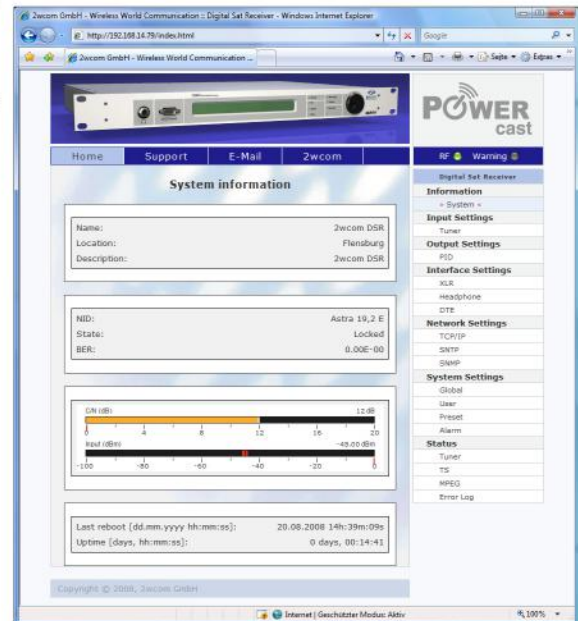 2wcom GmbH - Wireless World Communication :: Digital Sat Receiver - Windows Internet Explorer
http://192.168.14.79/index.html
Google
2wcom GmbH - Wireless World Communication ...
Seite
Extras
POWER
cast
Home Support E-Mail 2wcom
RF Warning
System information
Name: 2wcom DSR
Location: Flensburg
Description: 2wcom DSR
NID: Astra 19,2 E
State: Locked
BER: 0.00E-00
C/N (dB) 12 dB
0 4 8 12 16 20
Input (dBm) -45.00 dBm
-100 -80 -60 -40 -20 0
Last reboot [dd.mm.yyyy hh:mm:ss]: 20.08.2008 14h:39m:09s
Uptime [days, hh:mm:ss]: 0 days, 00:14:41
Copyright © 2008, 2wcom GmbH
Digital Sat Receiver
Information
» System «
Input Settings
Tuner
Output Settings
PID
Interface Settings
XLR
Headphone
DTE
Network Settings
TCP/IP
SNTP
SNMP
System Settings
Global
User
Preset
Alarm
Status
Tuner
TS
MPEG
Error Log
Internet | Geschützter Modus: Aktiv
100%